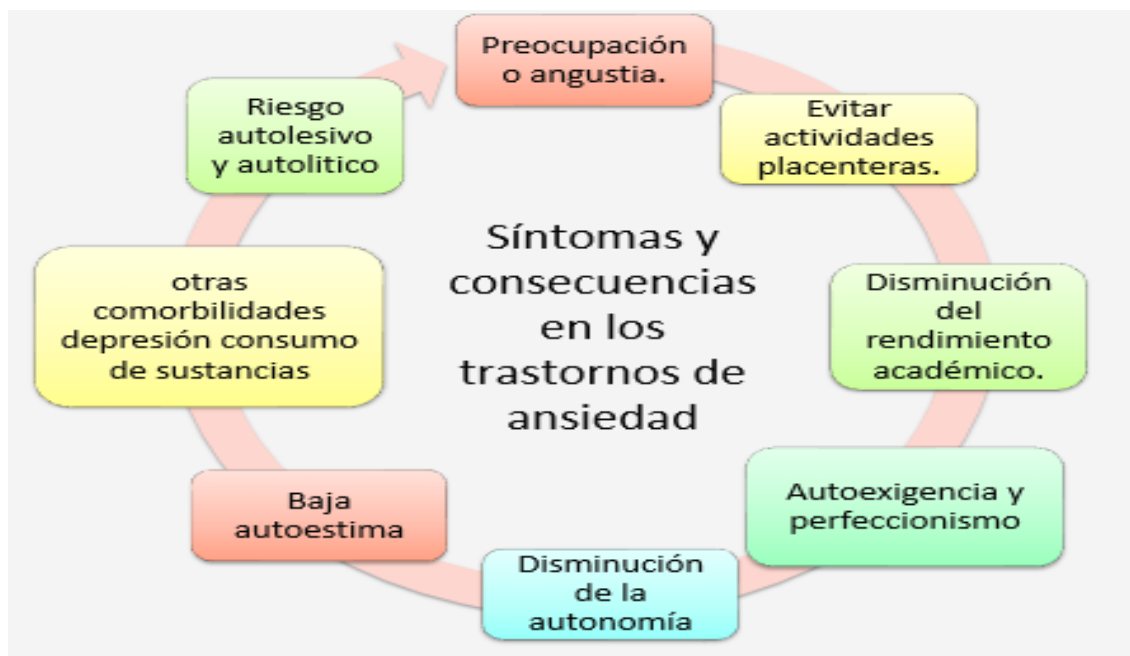 Preocupación
o angustia.
Evitar
actividades
placenteras.
Disminución
del
rendimiento
académico.
Autoexigencia y
perfeccionismo
Disminución
de la
autonomía
Baja
autoestima
otras
comorbilidades
depresión consumo
de sustancias
Riesgo
autolesivo
y autolitico
Síntomas y
consecuencias
en los
trastornos de
ansiedad